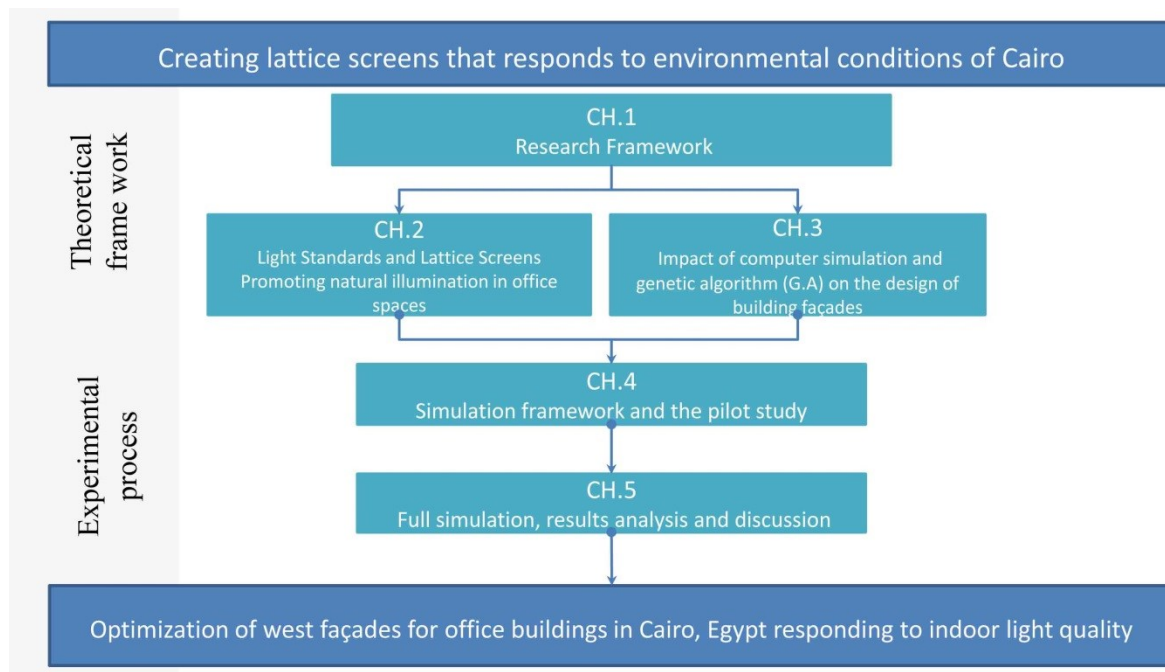 Creating lattice screens that responds to environmental conditions of Cairo
Theoretical
frame work
CH.1
Research Framework
CH.2
Light Standards and Lattice Screens
Promoting natural illumination in office
spaces
CH.3
Impact of computer simulation and
genetic algorithm (G.A) on the design of
building façades
Experimental
process
CH.4
Simulation framework and the pilot study
CH.5
Full simulation, results analysis and discussion
Optimization of west façades for office buildings in Cairo, Egypt responding to indoor light quality